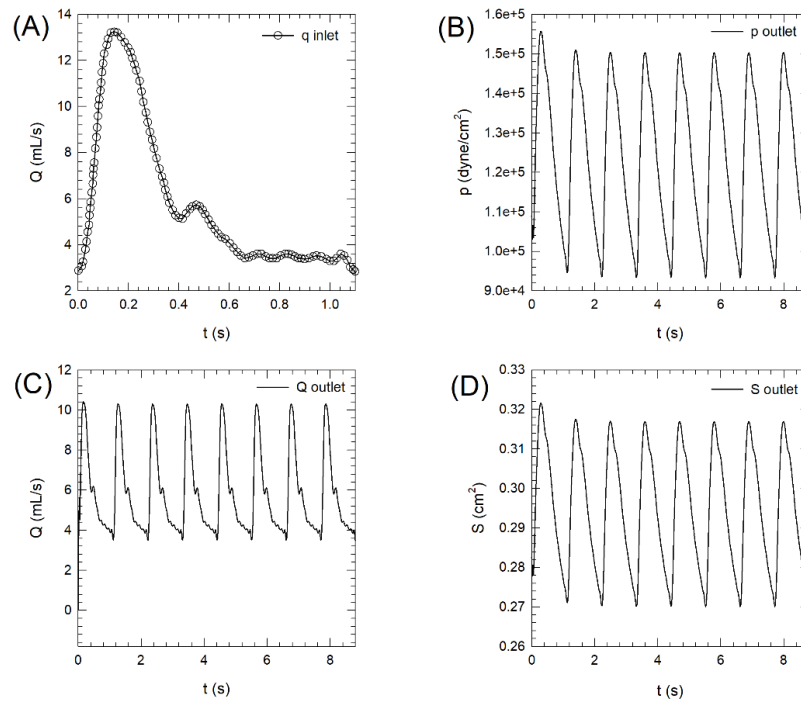 (A)
14
12
10
8
6
4
2
Q (mL/s)
q inlet
0.0 0.2 0.4 0.6 0.8 1.0
t (s)
(B)
1.6e+5
1.5e+5
1.4e+5
1.3e+5
1.2e+5
1.1e+5
1.0e+5
9.0e+4
p (dyne/cm²)
p outlet
0 2 4 6 8
t (s)
(C)
12
10
8
6
4
2
0
Q (mL/s)
Q outlet
0 2 4 6 8
t (s)
(D)
0.33
0.32
0.31
0.30
0.29
0.28
0.27
0.26
S (cm²)
S outlet
0 2 4 6 8
t (s)